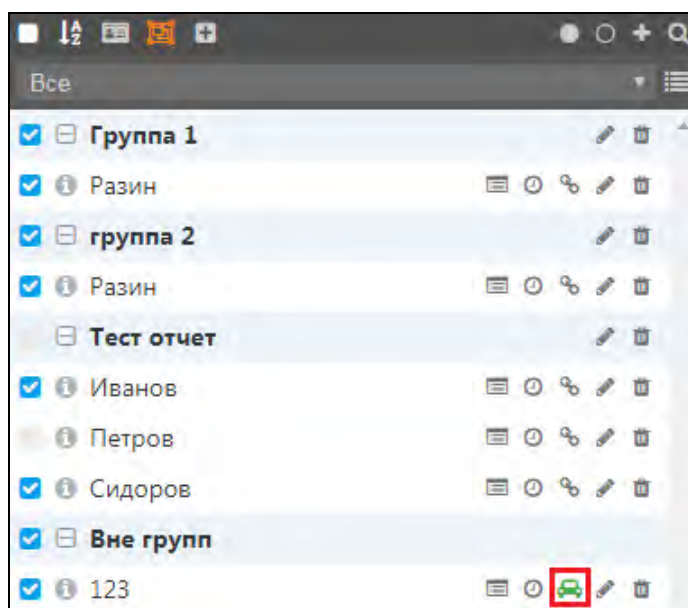 Все
Группа 1
Разин
группа 2
Разин
Тест отчет
Иванов
Петров
Сидоров
Вне групп
123